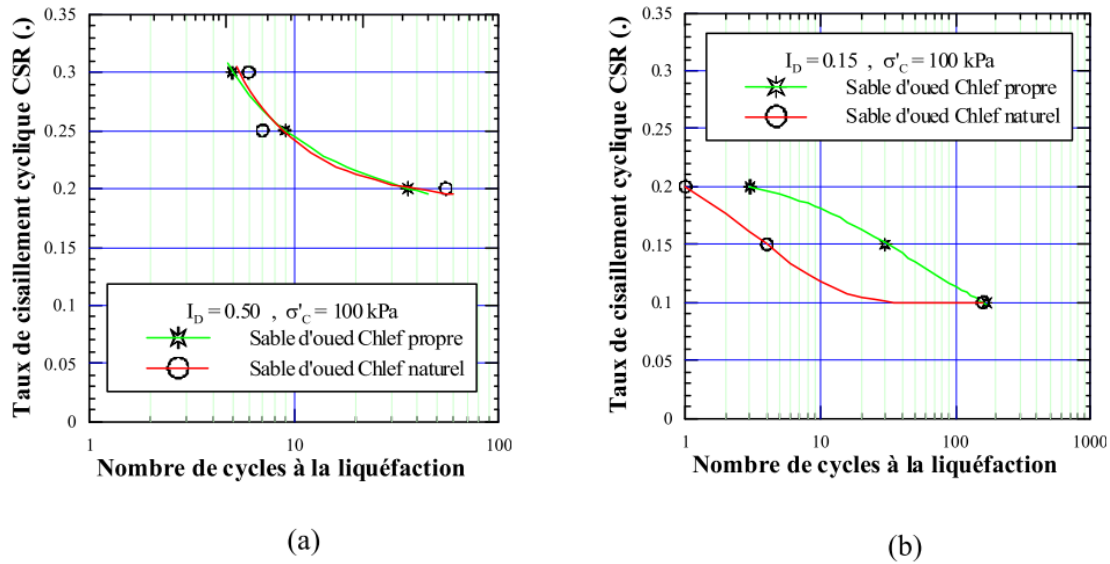 Taux de cisaillement cyclique CSR (.)
0.35
0.3
0.25
0.2
0.15
0.1
0.05
0
I_D = 0.50 , σ'_C = 100 kPa
Sable d'oued Chlef propre
Sable d'oued Chlef naturel
1 10 100
Nombre de cycles à la liquéfaction
(a)
Taux de cisaillement cyclique CSR (.)
0.35
0.3
0.25
0.2
0.15
0.1
0.05
0
I_D = 0.15 , σ'_C = 100 kPa
Sable d'oued Chlef propre
Sable d'oued Chlef naturel
1 10 100 1000
Nombre de cycles à la liquéfaction
(b)